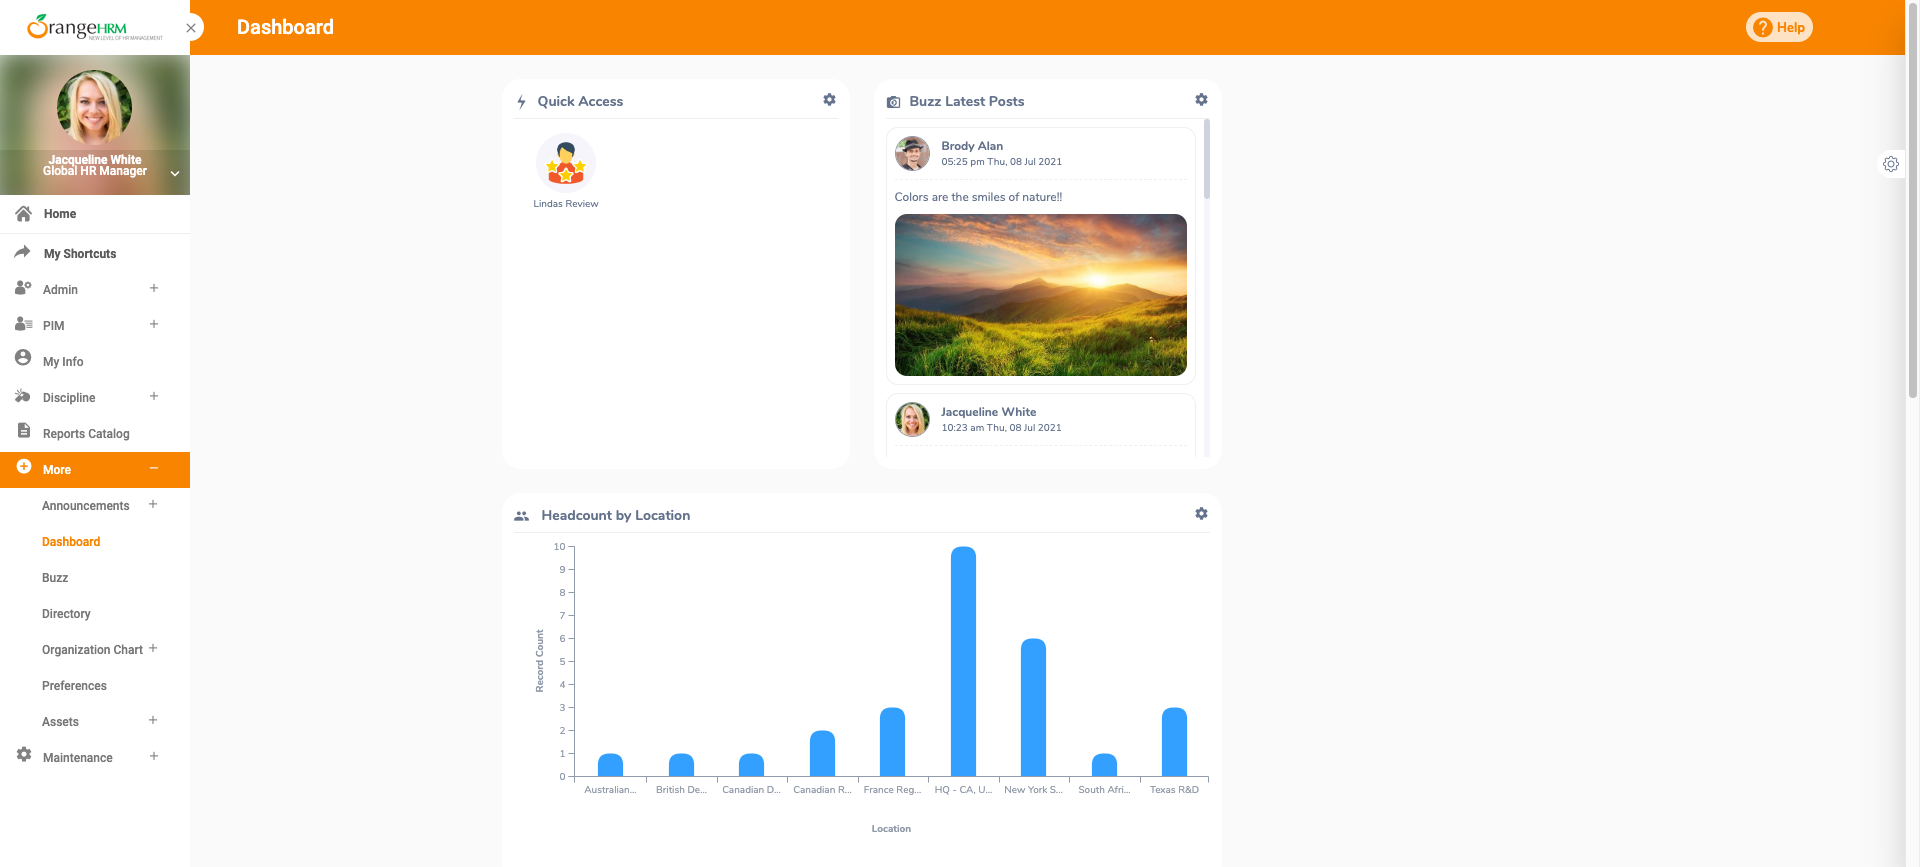 OrangeHRM
NEW LEVEL OF HR MANAGEMENT
Dashboard
Help
Jacqueline White
Global HR Manager
Home
My Shortcuts
Admin
PIM
My Info
Discipline
Reports Catalog
More
Announcements
Dashboard
Buzz
Directory
Organization Chart
Preferences
Assets
Maintenance
Quick Access
Lindas Review
Buzz Latest Posts
Brody Alan
05:25 pm Thu, 08 Jul 2021
Colors are the smiles of nature!!
Jacqueline White
10:23 am Thu, 08 Jul 2021
Headcount by Location
10
9
8
7
6
5
4
3
2
1
0
Record Count
Australian...
British De...
Canadian D...
Canadian R...
France Reg...
HQ - CA, U...
New York S...
South Afri...
Texas R&D
Location